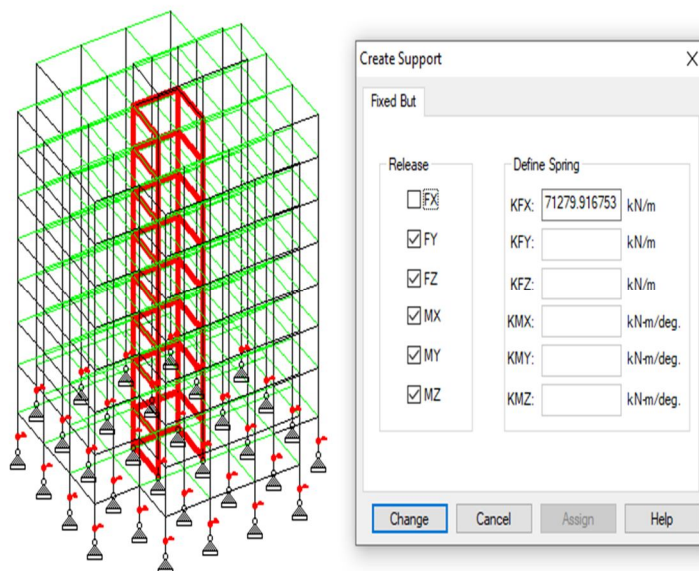 Create Support X
Fixed But
Release Define Spring
FX KFX: 71279.916753 kN/m
FY KFY: kN/m
FZ KFZ: kN/m
MX KMX: kN-m/deg.
MY KMY: kN-m/deg.
MZ KMZ: kN-m/deg.
Change Cancel Assign Help